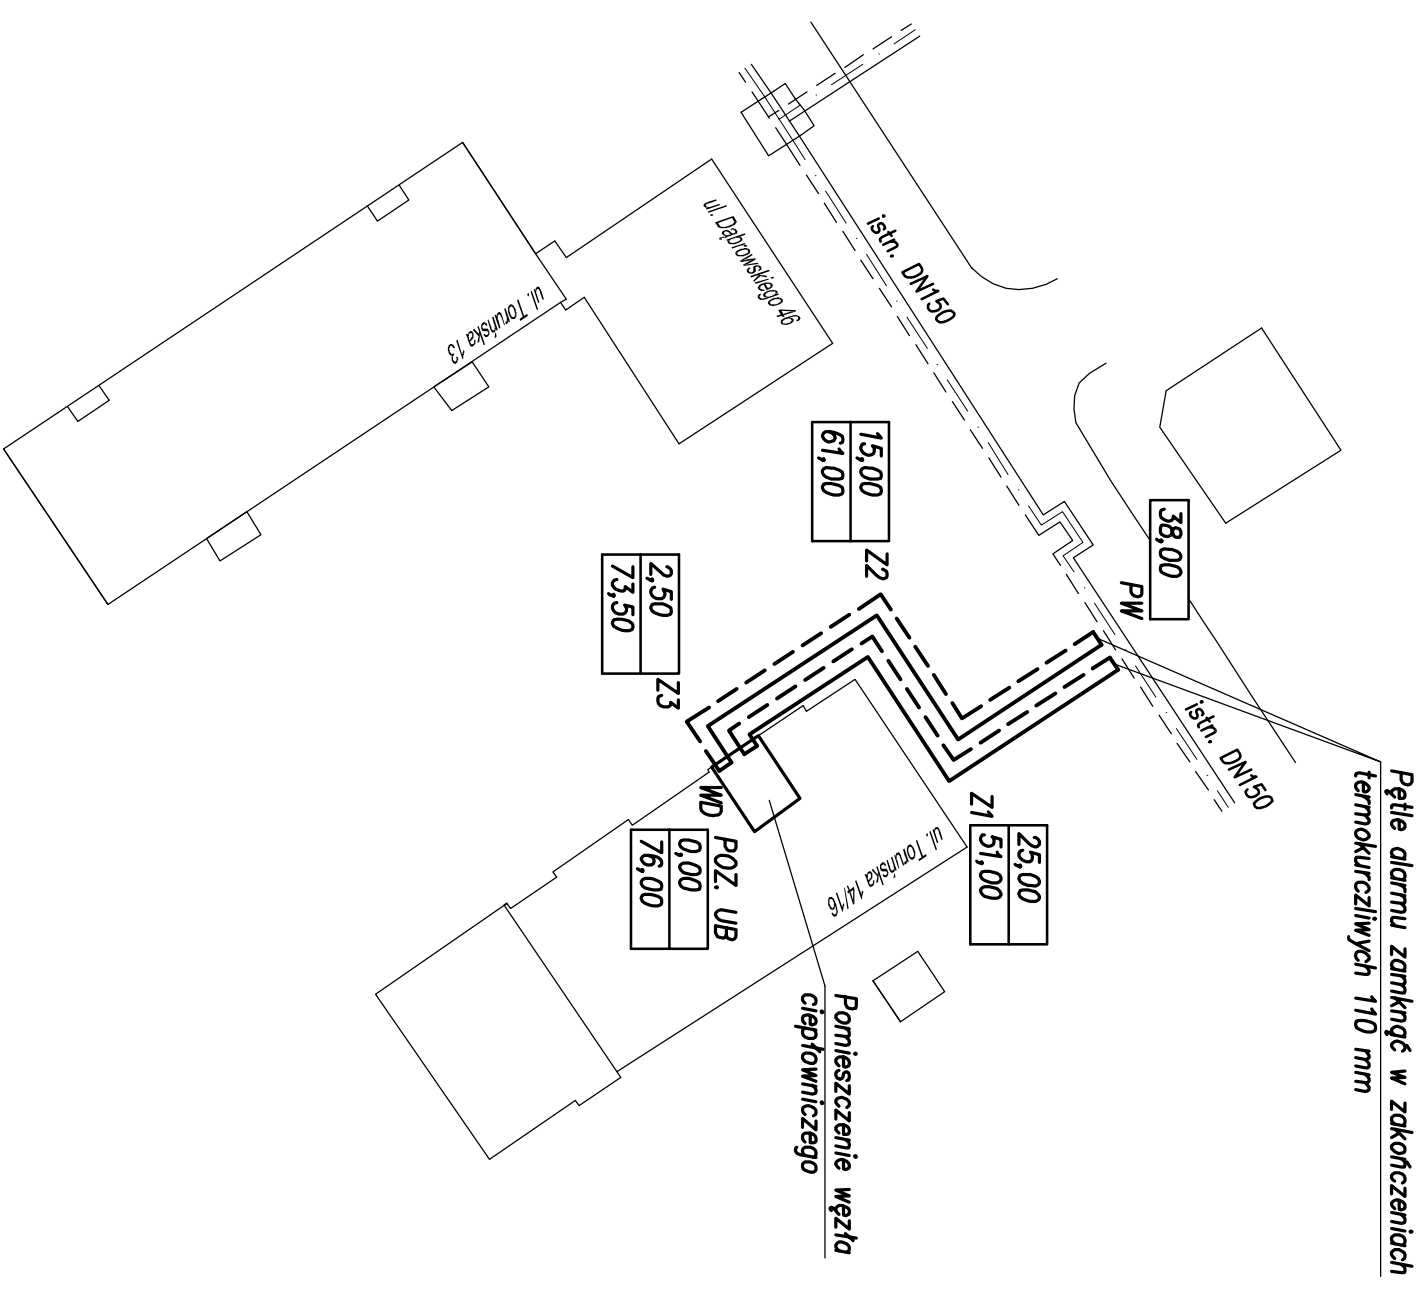 Pętle alarmu zamknąć w zakończeniach
termokurczliwych 110 mm
istn. DN150
istn. DN150
38,00
PW
ul. Dąbrowskiego 46
ul. Toruńska 13
15,00
61,00
Z2
2,50
73,50
Z3
Z1
25,00
51,00
ul. Toruńska 14/16
WD
POZ. UB
0,00
76,00
Pomieszczenie węzła
ciepłowniczego